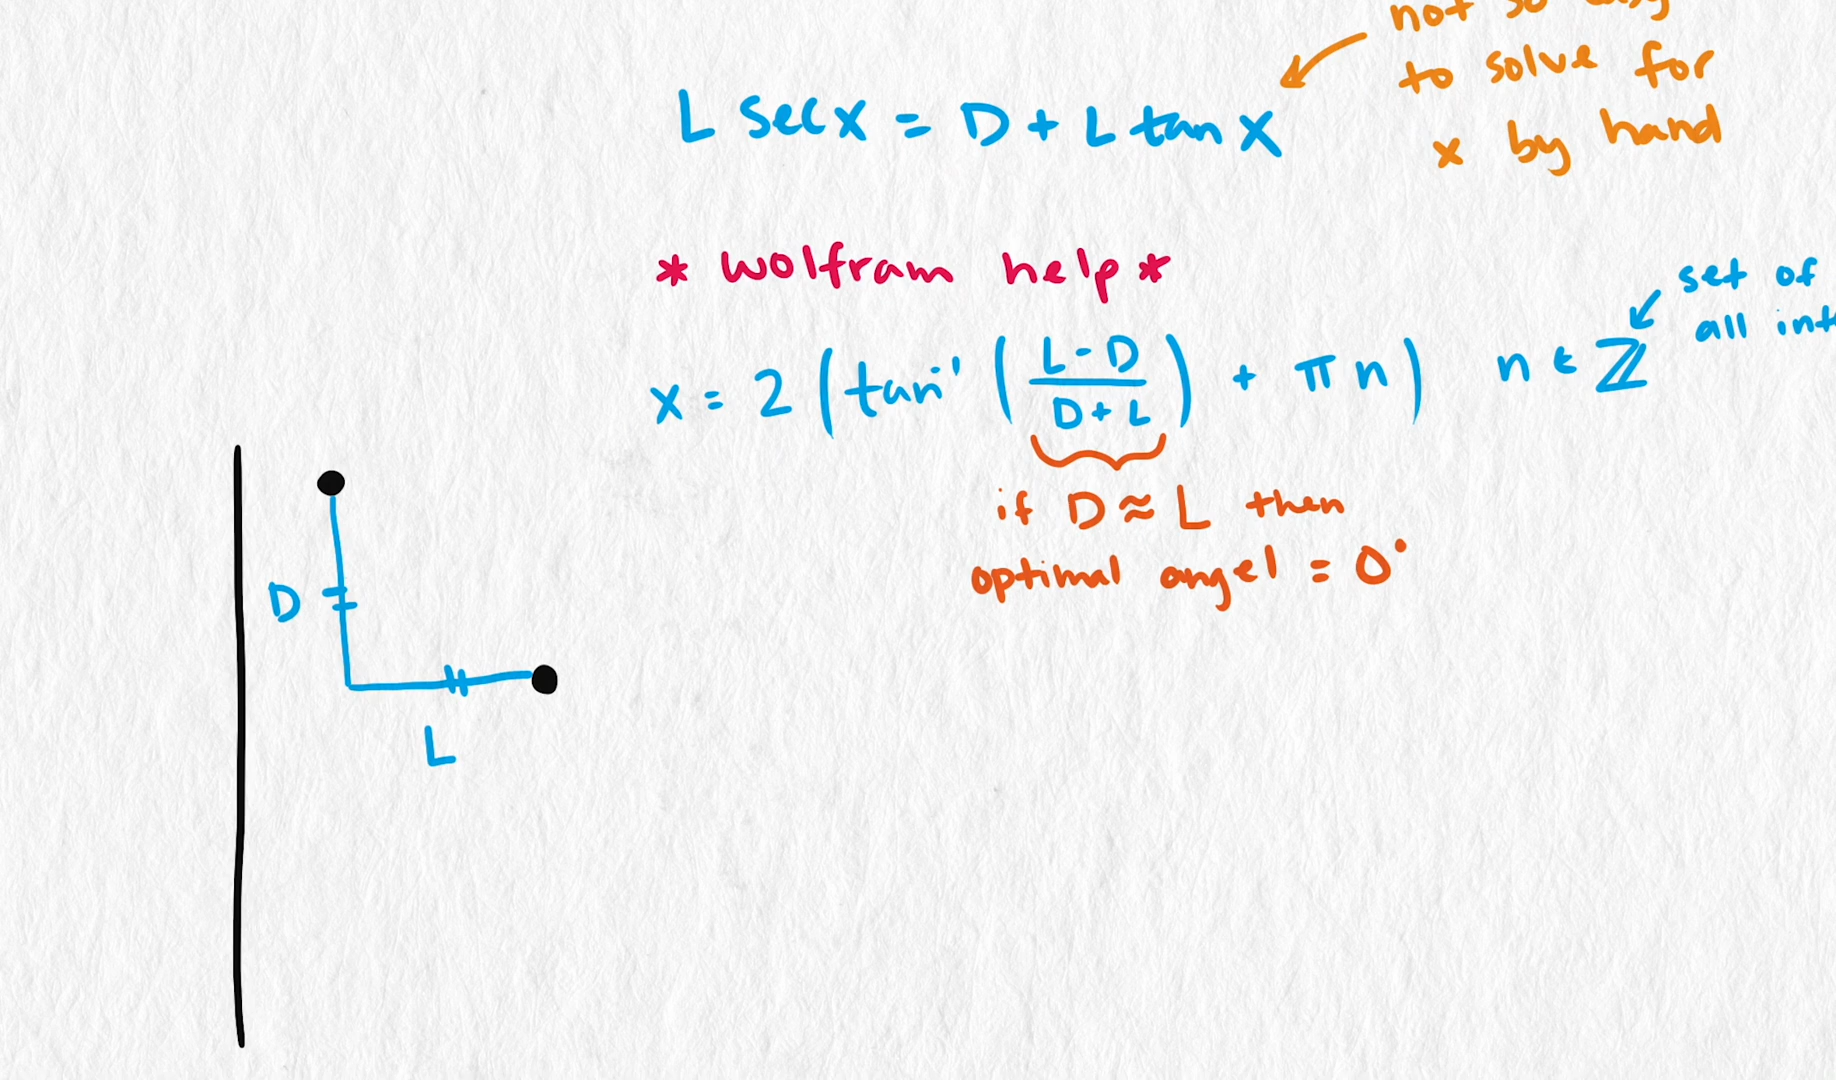 not so
to solve for
x by hand
L secx = D + L tan x
* wolfram help *
set of
all
x = 2 (tan⁻¹ (L-D / D+L) + πn) n ∈ ℤ
if D ≈ L then
optimal angel = 0°
D
L